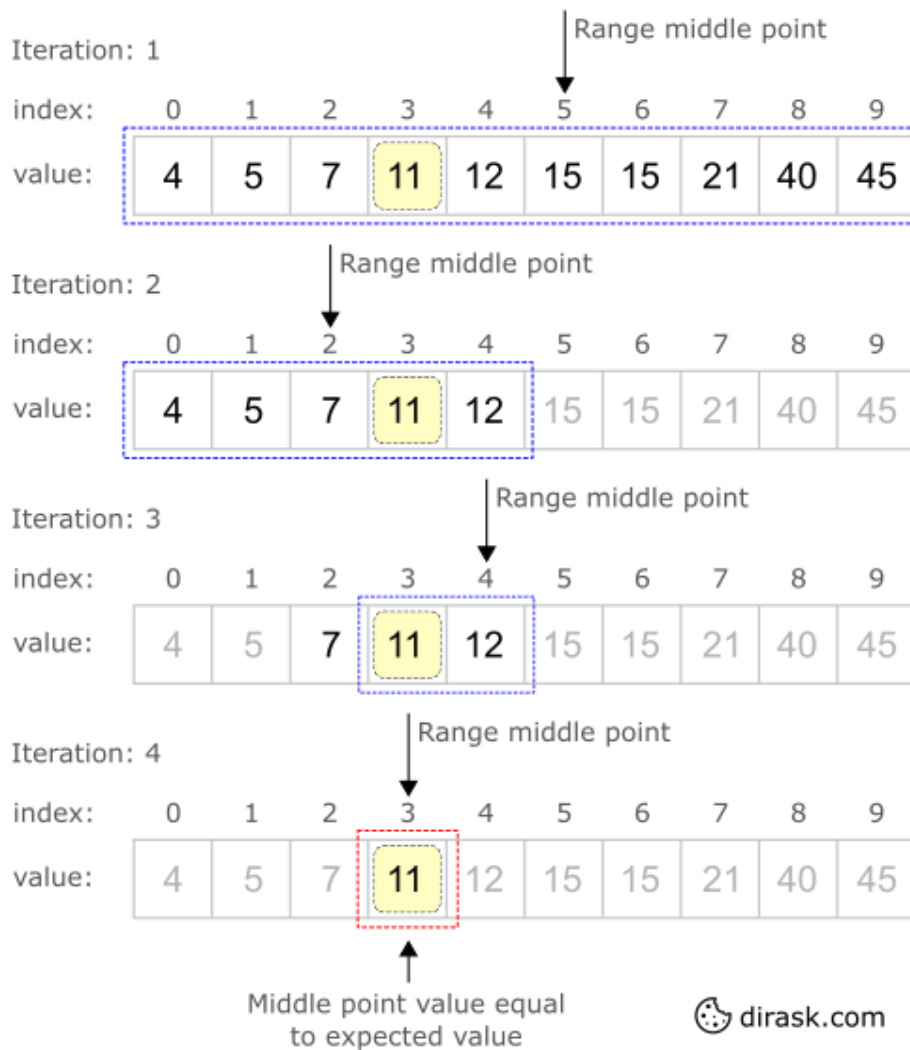 Range middle point
Iteration: 1
index: 0 1 2 3 4 5 6 7 8 9
value: 4 5 7 11 12 15 15 21 40 45
Range middle point
Iteration: 2
index: 0 1 2 3 4 5 6 7 8 9
value: 4 5 7 11 12 15 15 21 40 45
Range middle point
Iteration: 3
index: 0 1 2 3 4 5 6 7 8 9
value: 4 5 7 11 12 15 15 21 40 45
Range middle point
Iteration: 4
index: 0 1 2 3 4 5 6 7 8 9
value: 4 5 7 11 12 15 15 21 40 45
Middle point value equal
to expected value
dirask.com